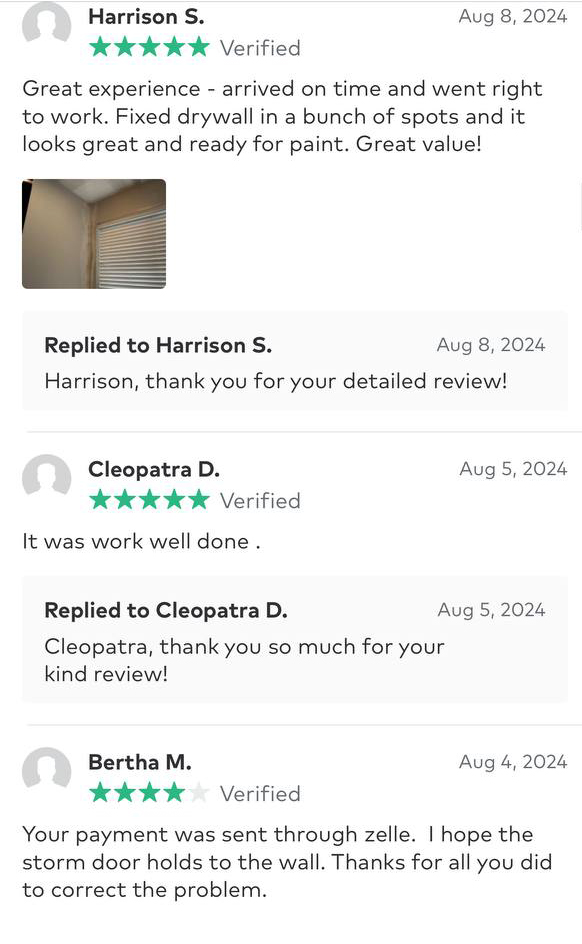 Harrison S.
Aug 8, 2024
Verified
Great experience - arrived on time and went right
to work. Fixed drywall in a bunch of spots and it
looks great and ready for paint. Great value!
Replied to Harrison S.
Aug 8, 2024
Harrison, thank you for your detailed review!
Cleopatra D.
Aug 5, 2024
Verified
It was work well done .
Replied to Cleopatra D.
Aug 5, 2024
Cleopatra, thank you so much for your
kind review!
Bertha M.
Aug 4, 2024
Verified
Your payment was sent through zelle.  I hope the
storm door holds to the wall. Thanks for all you did
to correct the problem.